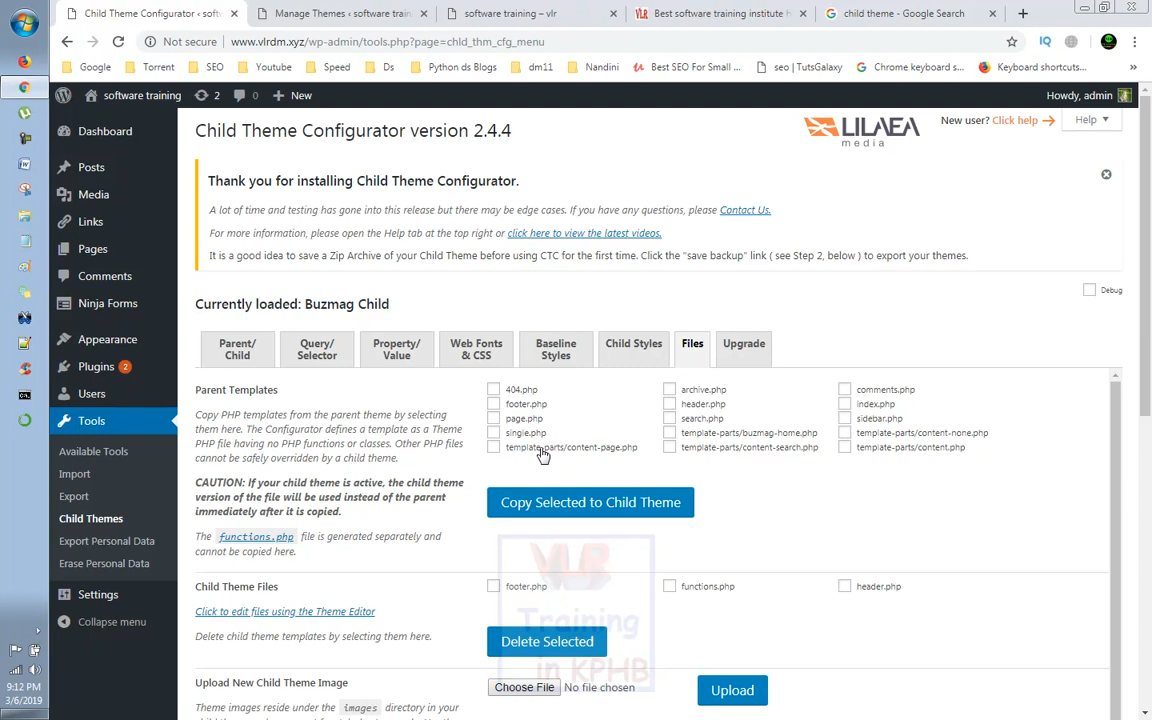 Child Theme Configurator ‹ softw
Manage Themes ‹ software train
software training – vlr
Best software training institute h
child theme - Google Search
Not secure
www.vlrdm.xyz/wp-admin/tools.php?page=chld_thm_cfg_menu
IQ
Google
Torrent
SEO
Youtube
Speed
Ds
Python ds Blogs
dm11
Nandini
Best SEO For Small ...
seo | TutsGalaxy
Chrome keyboard s...
Keyboard shortcuts...
software training
2
0
New
Howdy, admin
Dashboard
Posts
Media
Links
Pages
Comments
Ninja Forms
Appearance
Plugins 2
Users
Tools
Available Tools
Import
Export
Child Themes
Export Personal Data
Erase Personal Data
Settings
Collapse menu
9:12 PM
3/6/2019
Child Theme Configurator version 2.4.4
LILAEA
media
New user? Click help
Help
Thank you for installing Child Theme Configurator.
A lot of time and testing has gone into this release but there may be edge cases. If you have any questions, please Contact Us.
For more information, please open the Help tab at the top right or click here to view the latest videos.
It is a good idea to save a Zip Archive of your Child Theme before using CTC for the first time. Click the "save backup" link ( see Step 2, below ) to export your themes.
Debug
Currently loaded: Buzmag Child
Parent/
Child
Query/
Selector
Property/
Value
Web Fonts
& CSS
Baseline
Styles
Child Styles
Files
Upgrade
Parent Templates
Copy PHP templates from the parent theme by selecting
them here. The Configurator defines a template as a Theme
PHP file having no PHP functions or classes. Other PHP files
cannot be safely overridden by a child theme.
CAUTION: If your child theme is active, the child theme
version of the file will be used instead of the parent
immediately after it is copied.
The functions.php file is generated separately and
cannot be copied here.
404.php
archive.php
comments.php
footer.php
header.php
index.php
page.php
search.php
sidebar.php
single.php
template-parts/buzmag-home.php
template-parts/content-none.php
template-parts/content-page.php
template-parts/content-search.php
template-parts/content.php
Copy Selected to Child Theme
Child Theme Files
Click to edit files using the Theme Editor
Delete child theme templates by selecting them here.
footer.php
functions.php
header.php
Delete Selected
VLR
Training
in KPHB
Upload New Child Theme Image
Theme images reside under the images directory in your
Choose File No file chosen
Upload